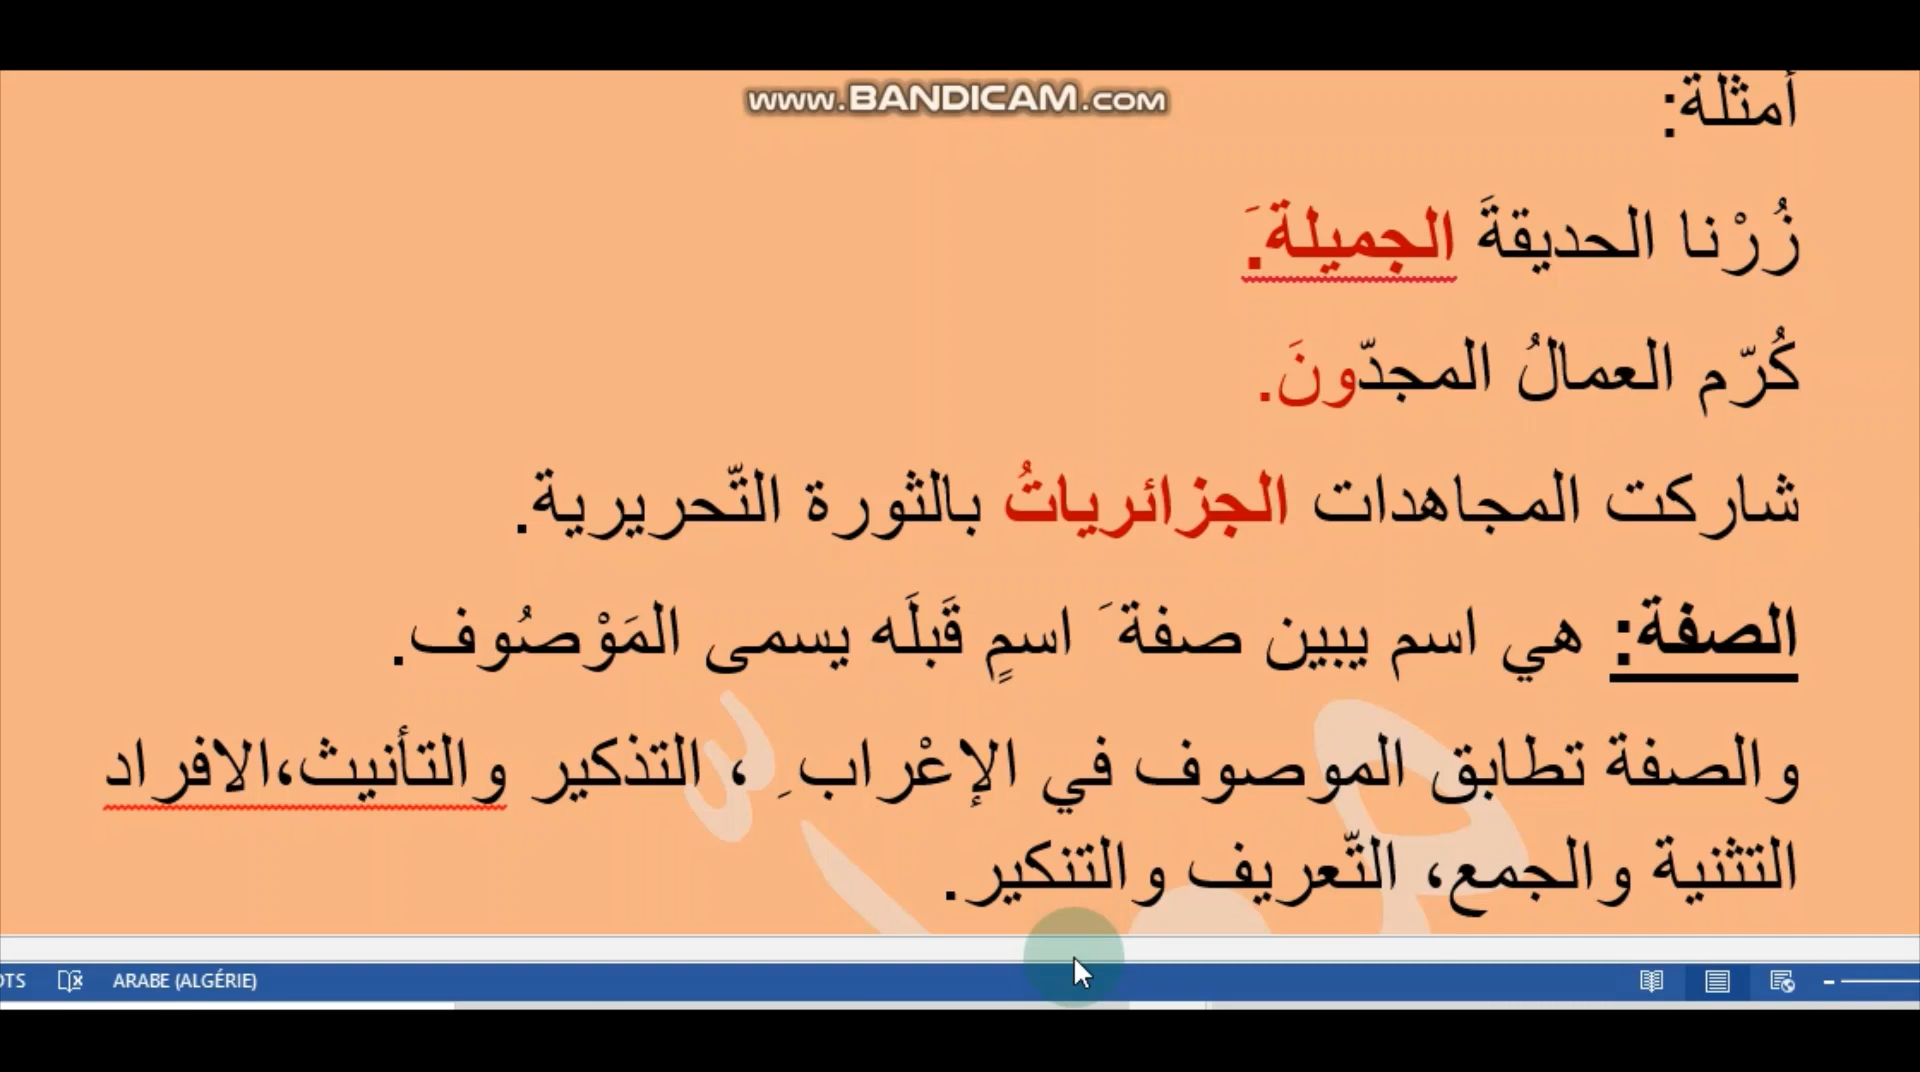 www.BANDICAM.COM
أمثلة:
زُرْنا الحديقةَ الجميلة َ.
كُرّم العمالُ المجدّونَ.
شاركت المجاهدات الجزائرياتُ بالثورة التّحريرية.
الصفة: هي اسم يبين صفة َ اسمٍ قَبلَه يسمى المَوْصُوف.
والصفة تطابق الموصوف في الإعْراب ِ، التذكير والتأنيث،الافراد
التثنية والجمع، التّعريف والتنكير.
OTS ARABE (ALGÉRIE)